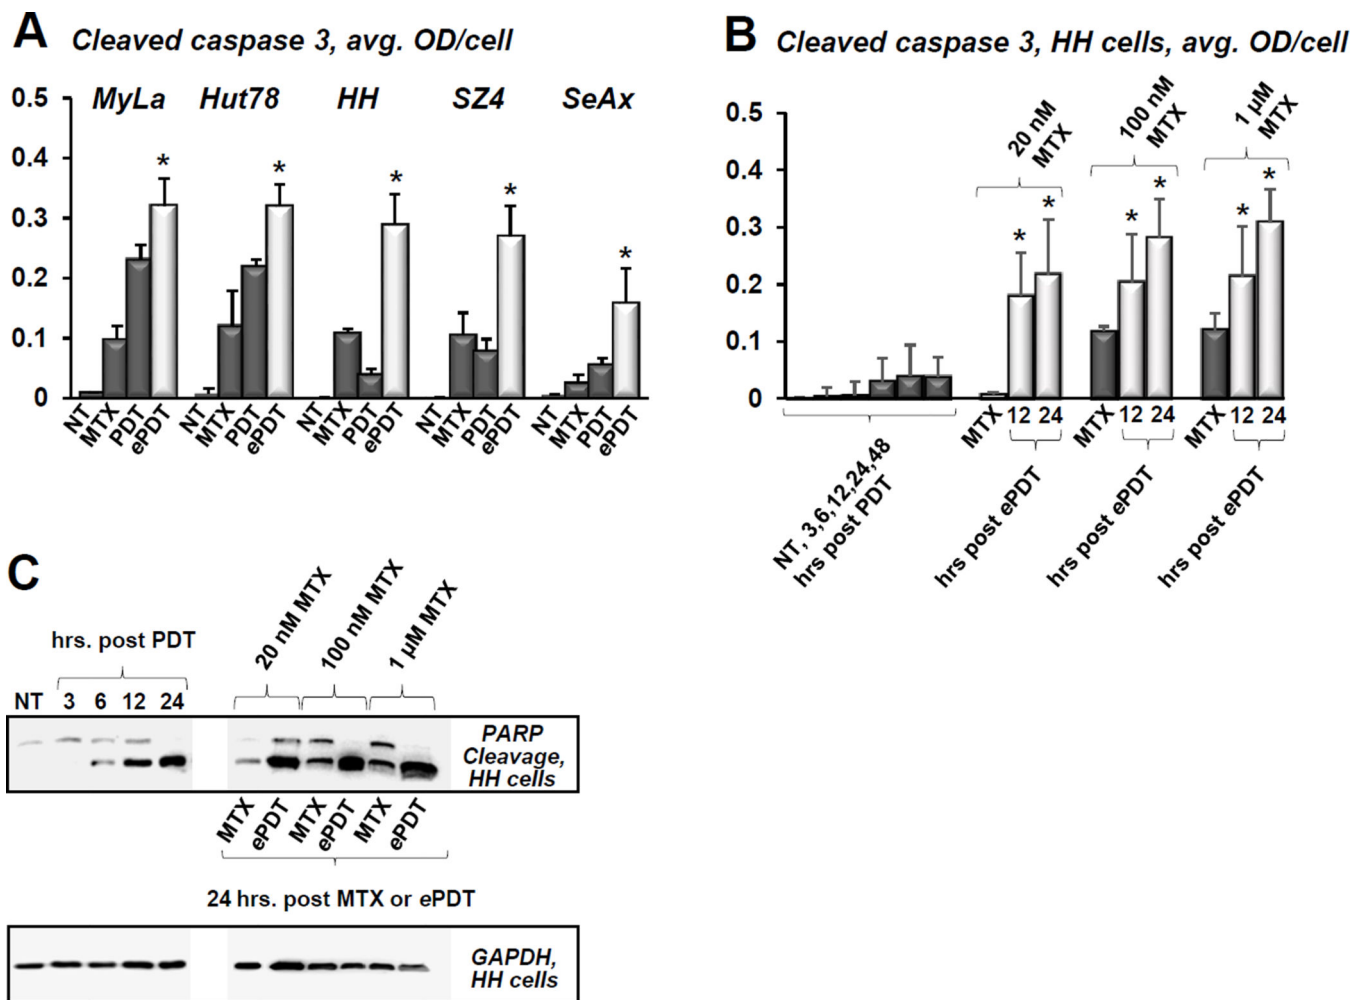 A Cleaved caspase 3, avg. OD/cell
MyLa Hut78 HH SZ4 SeAx
0.5
0.4
0.3
0.2
0.1
0
* * * * *
NT MTX PDT ePDT NT MTX PDT ePDT NT MTX PDT ePDT NT MTX PDT ePDT NT MTX PDT ePDT
B Cleaved caspase 3, HH cells, avg. OD/cell
20 nM
MTX
100 nM
MTX
1 µM
MTX
0.5
0.4
0.3
0.2
0.1
0
* * * * * *
NT, 3,6,12,24,48
hrs post PDT
MTX 12 24
hrs post ePDT
MTX 12 24
hrs post ePDT
MTX 12 24
hrs post ePDT
C
hrs. post PDT
20 nM MTX
100 nM MTX
1 µM MTX
NT 3 6 12 24
PARP
Cleavage,
HH cells
MTX ePDT MTX ePDT MTX ePDT
24 hrs. post MTX or ePDT
GAPDH,
HH cells